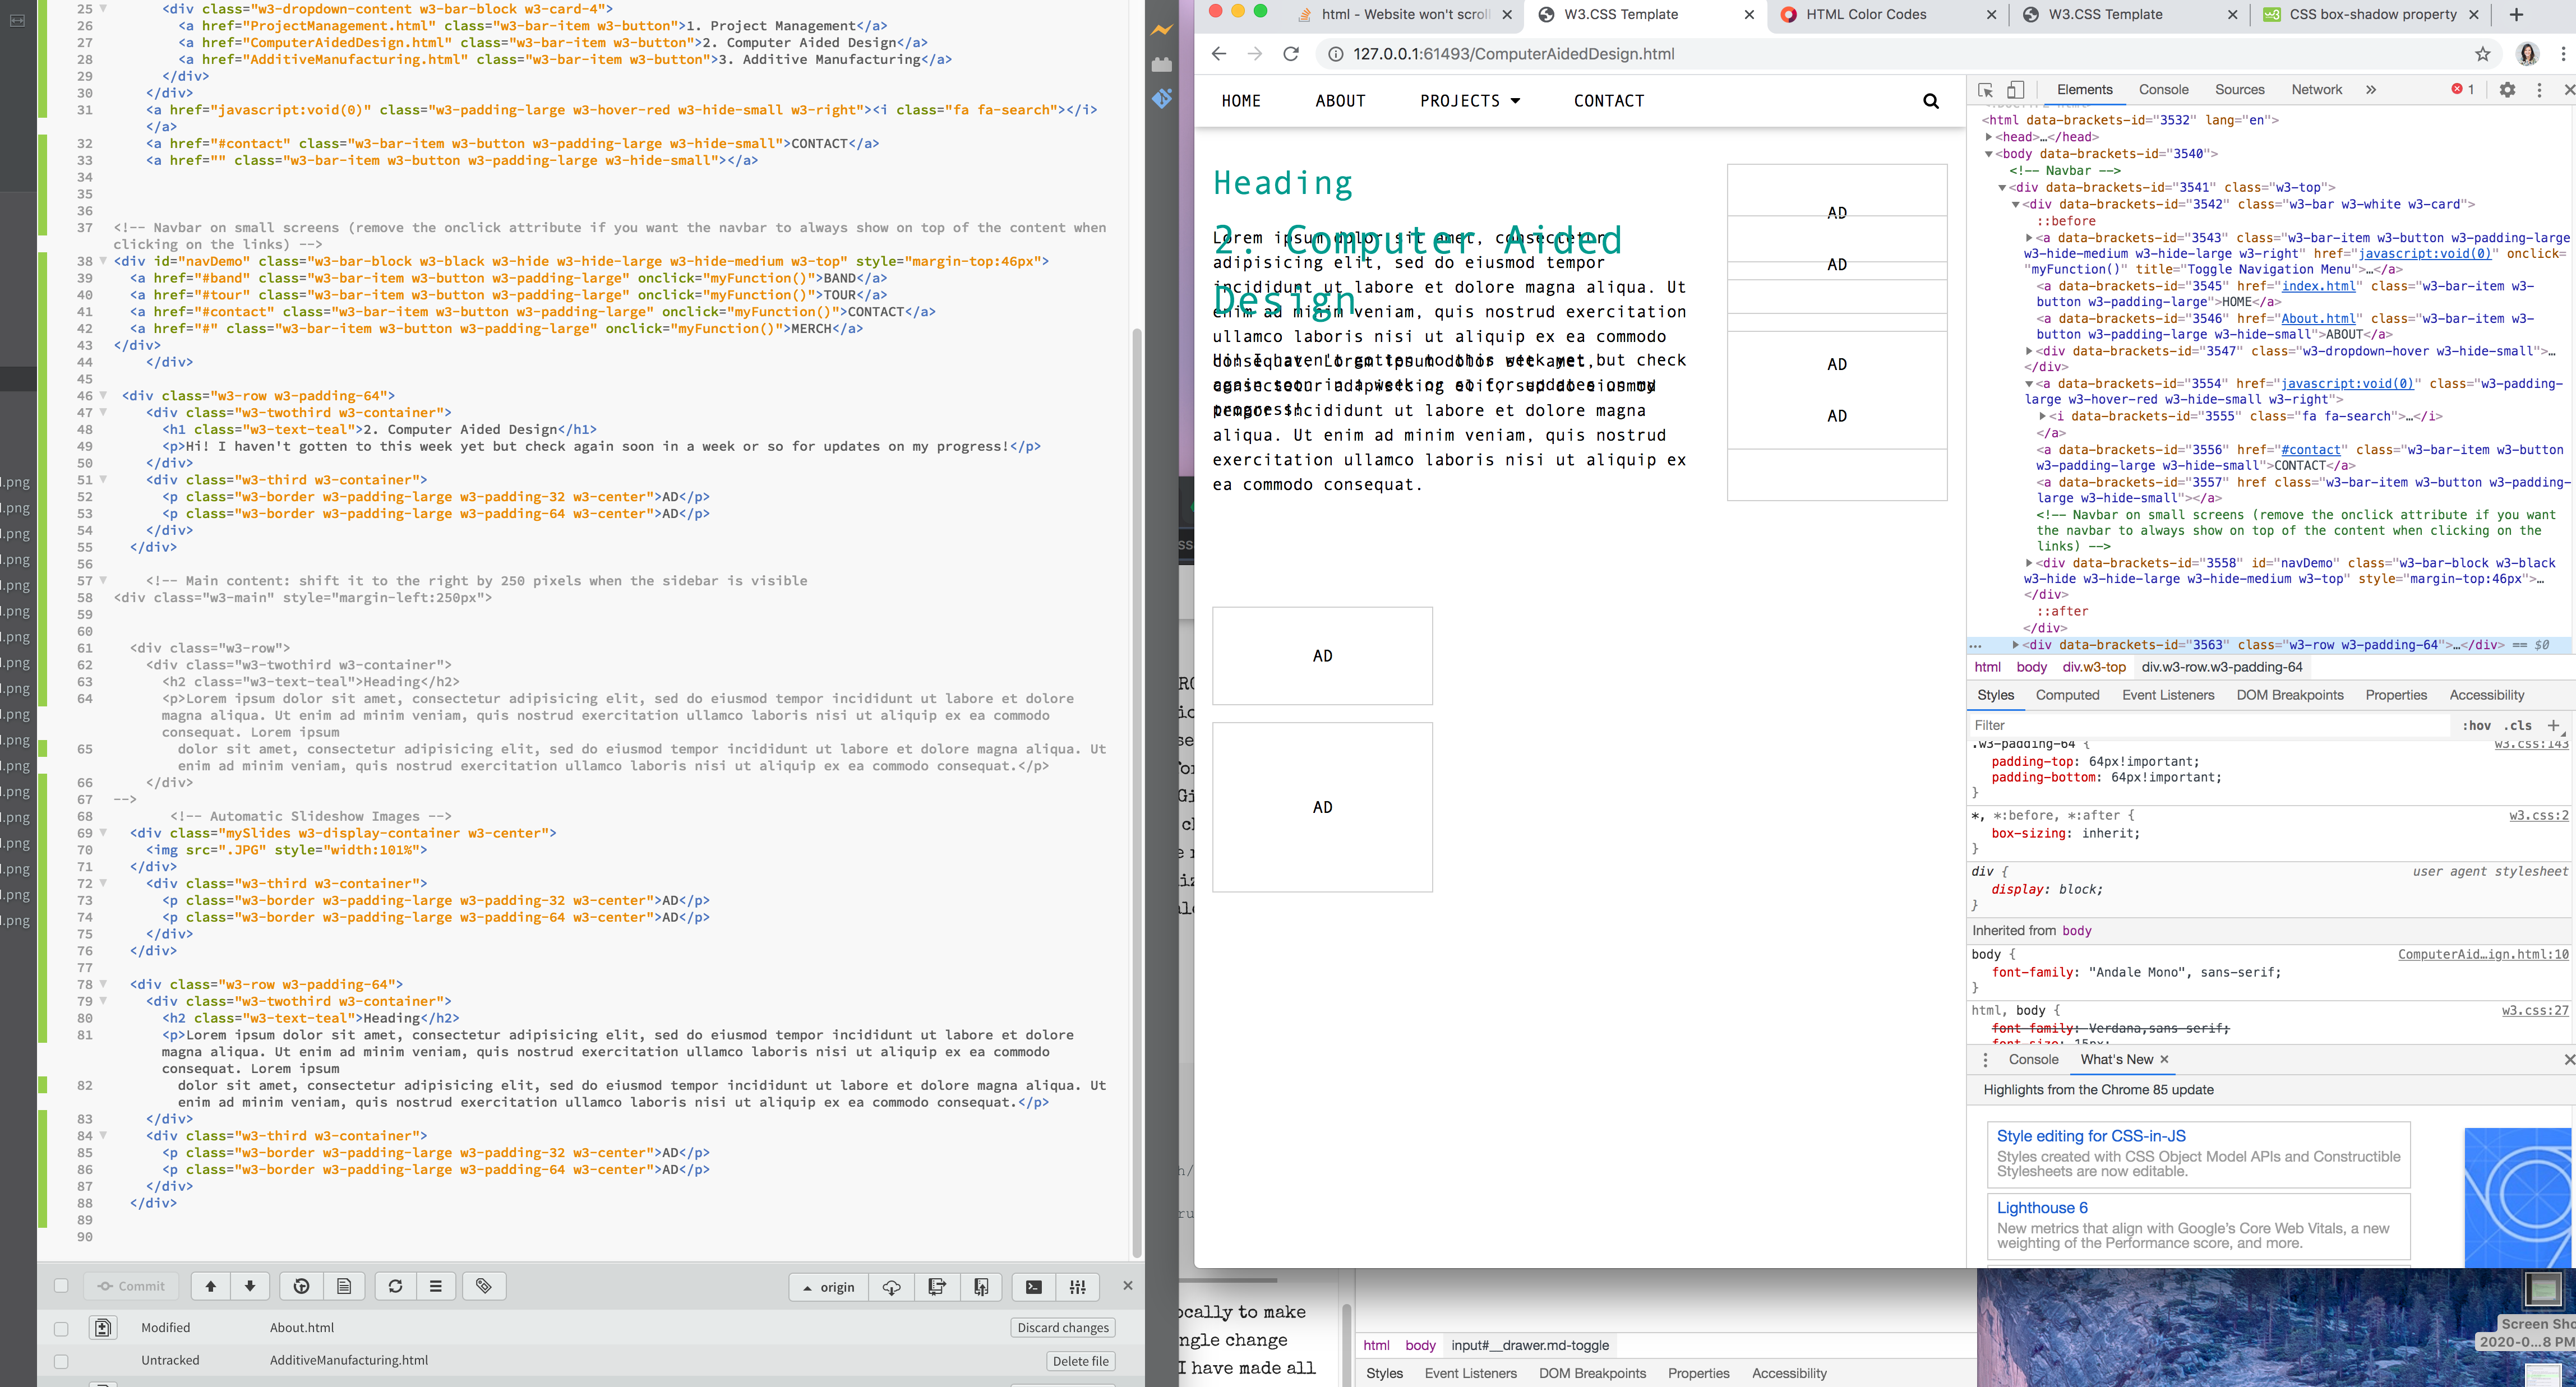 25 <div class="w3-dropdown-content w3-bar-block w3-card-4">
26 <a href="ProjectManagement.html" class="w3-bar-item w3-button">1. Project Management</a>
27 <a href="ComputerAidedDesign.html" class="w3-bar-item w3-button">2. Computer Aided Design</a>
28 <a href="AdditiveManufacturing.html" class="w3-bar-item w3-button">3. Additive Manufacturing</a>
29 </div>
30 </div>
31 <a href="javascript:void(0)" class="w3-padding-large w3-hover-red w3-hide-small w3-right"><i class="fa fa-search"></i>
</a>
32 <a href="#contact" class="w3-bar-item w3-button w3-padding-large w3-hide-small">CONTACT</a>
33 <a href="" class="w3-bar-item w3-button w3-padding-large w3-hide-small"></a>
34
35
36
37 <!-- Navbar on small screens (remove the onclick attribute if you want the navbar to always show on top of the content when
clicking on the links) -->
38 <div id="navDemo" class="w3-bar-block w3-black w3-hide w3-hide-large w3-hide-medium w3-top" style="margin-top:46px">
39 <a href="#band" class="w3-bar-item w3-button w3-padding-large" onclick="myFunction()">BAND</a>
40 <a href="#tour" class="w3-bar-item w3-button w3-padding-large" onclick="myFunction()">TOUR</a>
41 <a href="#contact" class="w3-bar-item w3-button w3-padding-large" onclick="myFunction()">CONTACT</a>
42 <a href="#" class="w3-bar-item w3-button w3-padding-large" onclick="myFunction()">MERCH</a>
43 </div>
44 </div>
45
46 <div class="w3-row w3-padding-64">
47 <div class="w3-twothird w3-container">
48 <h1 class="w3-text-teal">2. Computer Aided Design</h1>
49 <p>Hi! I haven't gotten to this week yet but check again soon in a week or so for updates on my progress!</p>
50 </div>
51 <div class="w3-third w3-container">
52 <p class="w3-border w3-padding-large w3-padding-32 w3-center">AD</p>
53 <p class="w3-border w3-padding-large w3-padding-64 w3-center">AD</p>
54 </div>
55 </div>
56
57 <!-- Main content: shift it to the right by 250 pixels when the sidebar is visible
58 <div class="w3-main" style="margin-left:250px">
59
60
61 <div class="w3-row">
62 <div class="w3-twothird w3-container">
63 <h2 class="w3-text-teal">Heading</h2>
64 <p>Lorem ipsum dolor sit amet, consectetur adipisicing elit, sed do eiusmod tempor incididunt ut labore et dolore
magna aliqua. Ut enim ad minim veniam, quis nostrud exercitation ullamco laboris nisi ut aliquip ex ea commodo
consequat. Lorem ipsum
65 dolor sit amet, consectetur adipisicing elit, sed do eiusmod tempor incididunt ut labore et dolore magna aliqua. Ut
enim ad minim veniam, quis nostrud exercitation ullamco laboris nisi ut aliquip ex ea commodo consequat.</p>
66 </div>
67 -->
68 <!-- Automatic Slideshow Images -->
69 <div class="mySlides w3-display-container w3-center">
70 <img src=".JPG" style="width:101%">
71 </div>
72 <div class="w3-third w3-container">
73 <p class="w3-border w3-padding-large w3-padding-32 w3-center">AD</p>
74 <p class="w3-border w3-padding-large w3-padding-64 w3-center">AD</p>
75 </div>
76 </div>
77
78 <div class="w3-row w3-padding-64">
79 <div class="w3-twothird w3-container">
80 <h2 class="w3-text-teal">Heading</h2>
81 <p>Lorem ipsum dolor sit amet, consectetur adipisicing elit, sed do eiusmod tempor incididunt ut labore et dolore
magna aliqua. Ut enim ad minim veniam, quis nostrud exercitation ullamco laboris nisi ut aliquip ex ea commodo
consequat. Lorem ipsum
82 dolor sit amet, consectetur adipisicing elit, sed do eiusmod tempor incididunt ut labore et dolore magna aliqua. Ut
enim ad minim veniam, quis nostrud exercitation ullamco laboris nisi ut aliquip ex ea commodo consequat.</p>
83 </div>
84 <div class="w3-third w3-container">
85 <p class="w3-border w3-padding-large w3-padding-32 w3-center">AD</p>
86 <p class="w3-border w3-padding-large w3-padding-64 w3-center">AD</p>
87 </div>
88 </div>
89
90
Commit
origin
Modified About.html Discard changes
Untracked AdditiveManufacturing.html Delete file
html - Website won't scroll
W3.CSS Template
HTML Color Codes
W3.CSS Template
CSS box-shadow property
127.0.0.1:61493/ComputerAidedDesign.html
HOME ABOUT PROJECTS CONTACT
Heading
2. Computer Aided
Design
Lorem ipsum dolor sit amet, consectetur
adipisicing elit, sed do eiusmod tempor
incididunt ut labore et dolore magna aliqua. Ut
enim ad minim veniam, quis nostrud exercitation
ullamco laboris nisi ut aliquip ex ea commodo
consequat. Lorem ipsum dolor sit amet,
consectetur adipisicing elit, sed do eiusmod
tempor incididunt ut labore et dolore magna
aliqua. Ut enim ad minim veniam, quis nostrud
exercitation ullamco laboris nisi ut aliquip ex
ea commodo consequat.
Hi! I haven't gotten to this week yet but check
again soon in a week or so for updates on my
progress!
AD
AD
AD
AD
AD
AD
Elements Console Sources Network » 1
<html data-brackets-id="3532" lang="en">
<head>…</head>
<body data-brackets-id="3540">
<!-- Navbar -->
<div data-brackets-id="3541" class="w3-top">
<div data-brackets-id="3542" class="w3-bar w3-white w3-card">
::before
<a data-brackets-id="3543" class="w3-bar-item w3-button w3-padding-large
w3-hide-medium w3-hide-large w3-right" href="javascript:void(0)" onclick=
"myFunction()" title="Toggle Navigation Menu">…</a>
<a data-brackets-id="3545" href="index.html" class="w3-bar-item w3-
button w3-padding-large">HOME</a>
<a data-brackets-id="3546" href="About.html" class="w3-bar-item w3-
button w3-padding-large w3-hide-small">ABOUT</a>
<div data-brackets-id="3547" class="w3-dropdown-hover w3-hide-small">…
</div>
<a data-brackets-id="3554" href="javascript:void(0)" class="w3-padding-
large w3-hover-red w3-hide-small w3-right">
<i data-brackets-id="3555" class="fa fa-search">…</i>
</a>
<a data-brackets-id="3556" href="#contact" class="w3-bar-item w3-button
w3-padding-large w3-hide-small">CONTACT</a>
<a data-brackets-id="3557" href class="w3-bar-item w3-button w3-padding-
large w3-hide-small"></a>
<!-- Navbar on small screens (remove the onclick attribute if you want
the navbar to always show on top of the content when clicking on the
links) -->
<div data-brackets-id="3558" id="navDemo" class="w3-bar-block w3-black
w3-hide w3-hide-large w3-hide-medium w3-top" style="margin-top:46px">…
</div>
::after
</div>
<div data-brackets-id="3563" class="w3-row w3-padding-64">…</div> == $0
html body div.w3-top div.w3-row.w3-padding-64
Styles Computed Event Listeners DOM Breakpoints Properties Accessibility
Filter :hov .cls +
.w3-padding-64 { w3.css:143
padding-top: 64px!important;
padding-bottom: 64px!important;
}
*, *:before, *:after { w3.css:2
box-sizing: inherit;
}
div { user agent stylesheet
display: block;
}
Inherited from body
body { ComputerAid…ign.html:10
font-family: "Andale Mono", sans-serif;
}
html, body { w3.css:27
font-family: Verdana,sans-serif;
font-size: 15px;
Console What's New
Highlights from the Chrome 85 update
Style editing for CSS-in-JS
Styles created with CSS Object Model APIs and Constructible
Stylesheets are now editable.
Lighthouse 6
New metrics that align with Google's Core Web Vitals, a new
weighting of the Performance score, and more.
ocally to make
ngle change
I have made all
html body input#__drawer.md-toggle
Styles Event Listeners DOM Breakpoints Properties Accessibility
Screen Sho
2020-0...8 PM